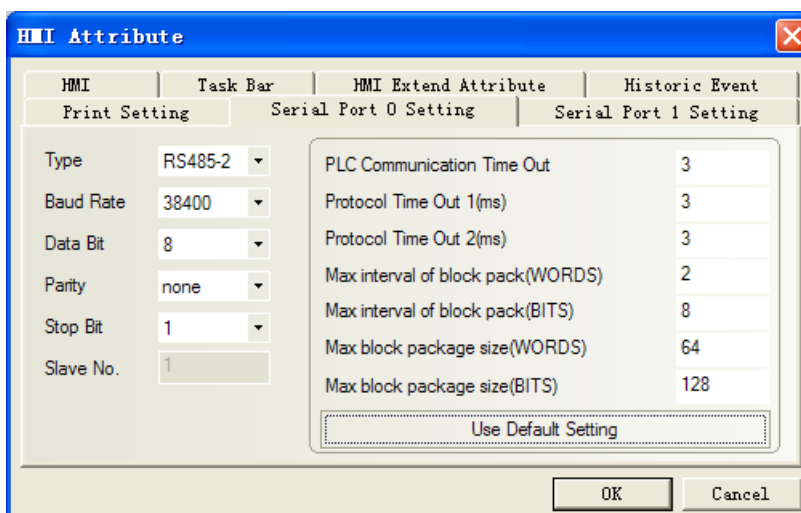 HMI Attribute
HMI Task Bar HMI Extend Attribute Historic Event
Print Setting Serial Port 0 Setting Serial Port 1 Setting
Type RS485-2
Baud Rate 38400
Data Bit 8
Parity none
Stop Bit 1
Slave No. 1
PLC Communication Time Out 3
Protocol Time Out 1(ms) 3
Protocol Time Out 2(ms) 3
Max interval of block pack(WORDS) 2
Max interval of block pack(BITS) 8
Max block package size(WORDS) 64
Max block package size(BITS) 128
Use Default Setting
OK Cancel